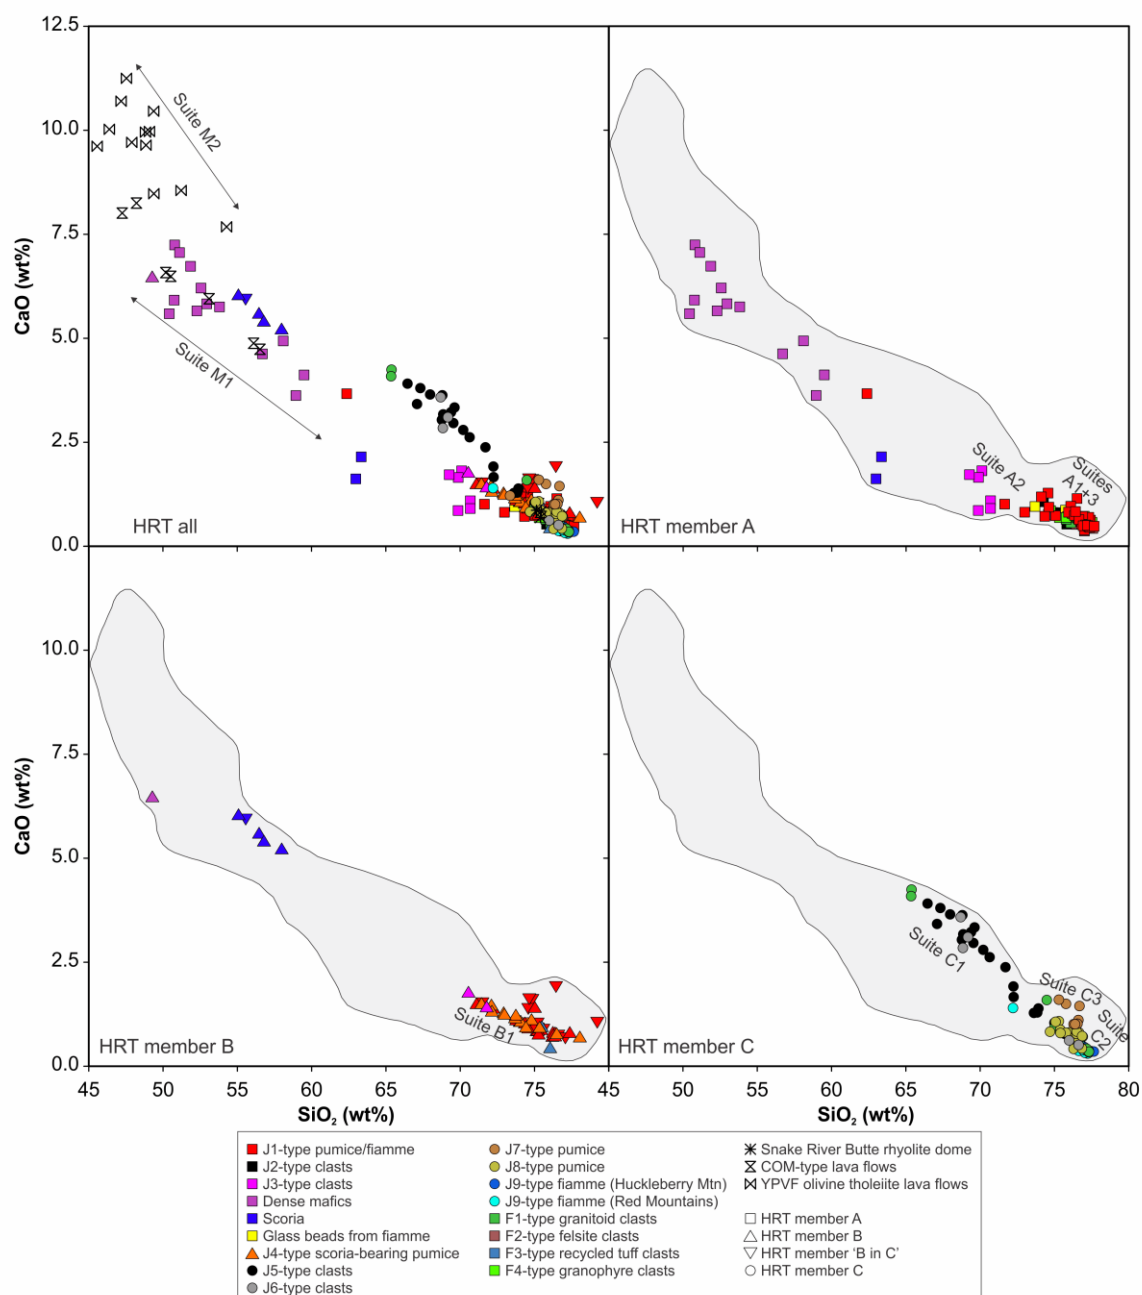 12.5
10.0
7.5
5.0
2.5
0.0
CaO (wt%)
Suite M2
Suite M1
HRT all
Suite A2
Suites
A1+3
HRT member A
10.0
7.5
5.0
2.5
0.0
CaO (wt%)
Suite B1
HRT member B
Suite C1
Suite C3
Suite
C2
HRT member C
45 50 55 60 65 70 75 45 50 55 60 65 70 75 80
SiO₂ (wt%) SiO₂ (wt%)
J1-type pumice/fiamme
J2-type clasts
J3-type clasts
Dense mafics
Scoria
Glass beads from fiamme
J4-type scoria-bearing pumice
J5-type clasts
J6-type clasts
J7-type pumice
J8-type pumice
J9-type fiamme (Huckleberry Mtn)
J9-type fiamme (Red Mountains)
F1-type granitoid clasts
F2-type felsite clasts
F3-type recycled tuff clasts
F4-type granophyre clasts
Snake River Butte rhyolite dome
COM-type lava flows
YPVF olivine tholeiite lava flows
HRT member A
HRT member B
HRT member 'B in C'
HRT member C